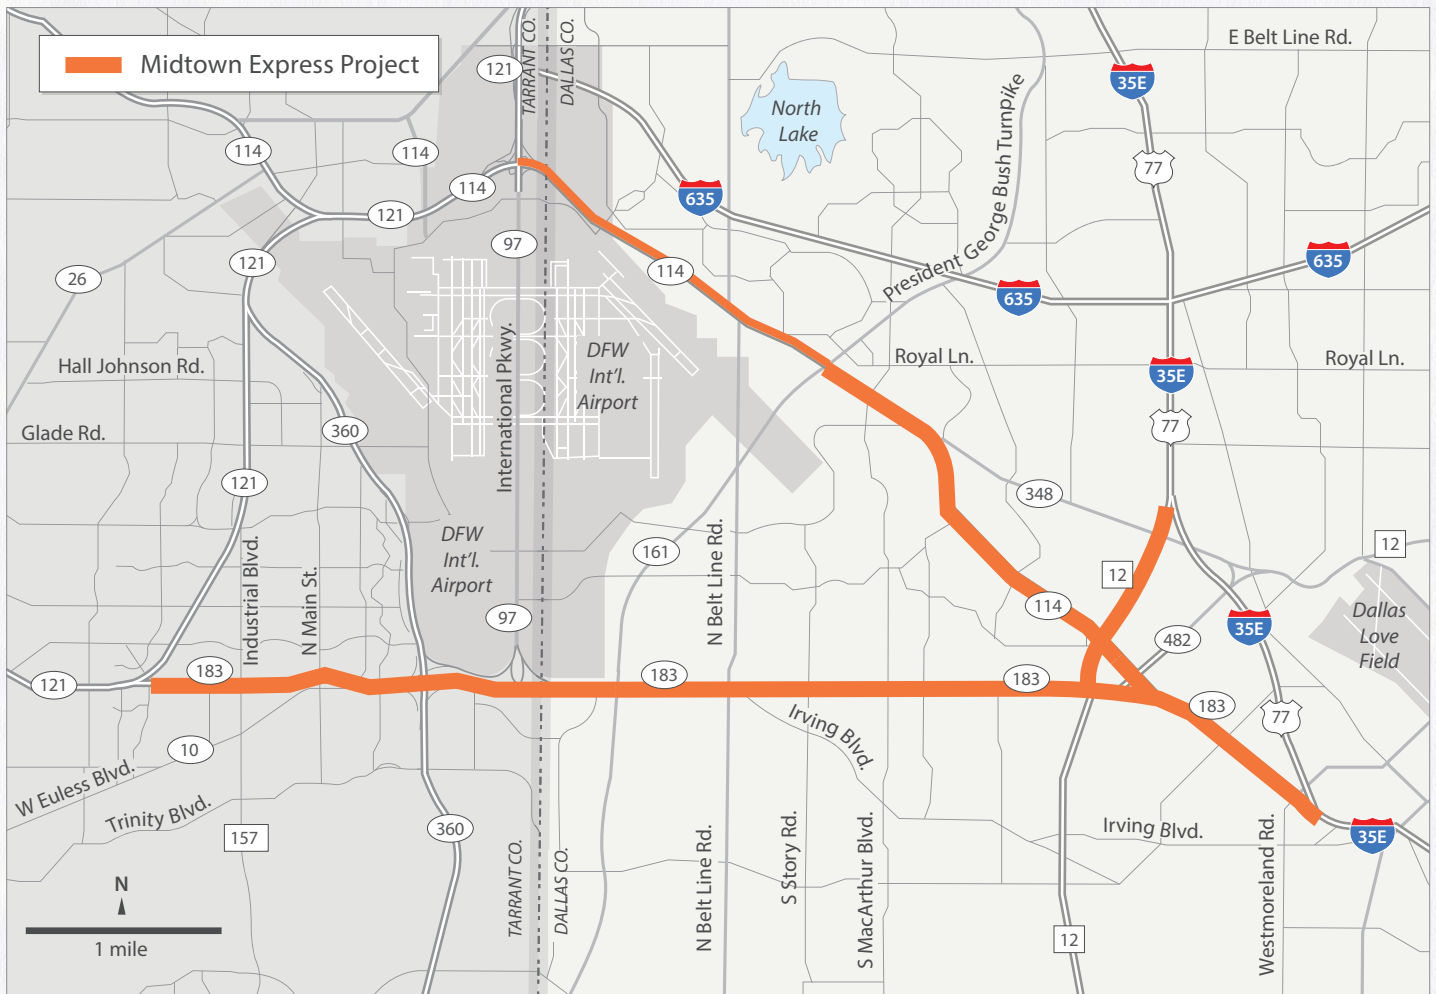 Midtown Express Project
TARRANT CO.
DALLAS CO.
121
E Belt Line Rd.
35E
North
Lake
President George Bush Turnpike
114
114
77
114
635
121
97
121
26
114
635
635
Hall Johnson Rd.
International Pkwy.
DFW
Int'l.
Airport
Royal Ln.
Royal Ln.
35E
77
Glade Rd.
360
121
348
DFW
Int'l.
Airport
161
N Belt Line Rd.
12
12
Industrial Blvd.
N Main St.
97
114
482
35E
Dallas
Love
Field
121
183
183
183
183
77
Irving Blvd.
10
W Euless Blvd.
Trinity Blvd.
157
360
TARRANT CO.
DALLAS CO.
N Belt Line Rd.
S Story Rd.
S MacArthur Blvd.
Irving Blvd.
Westmoreland Rd.
35E
12
N
1 mile